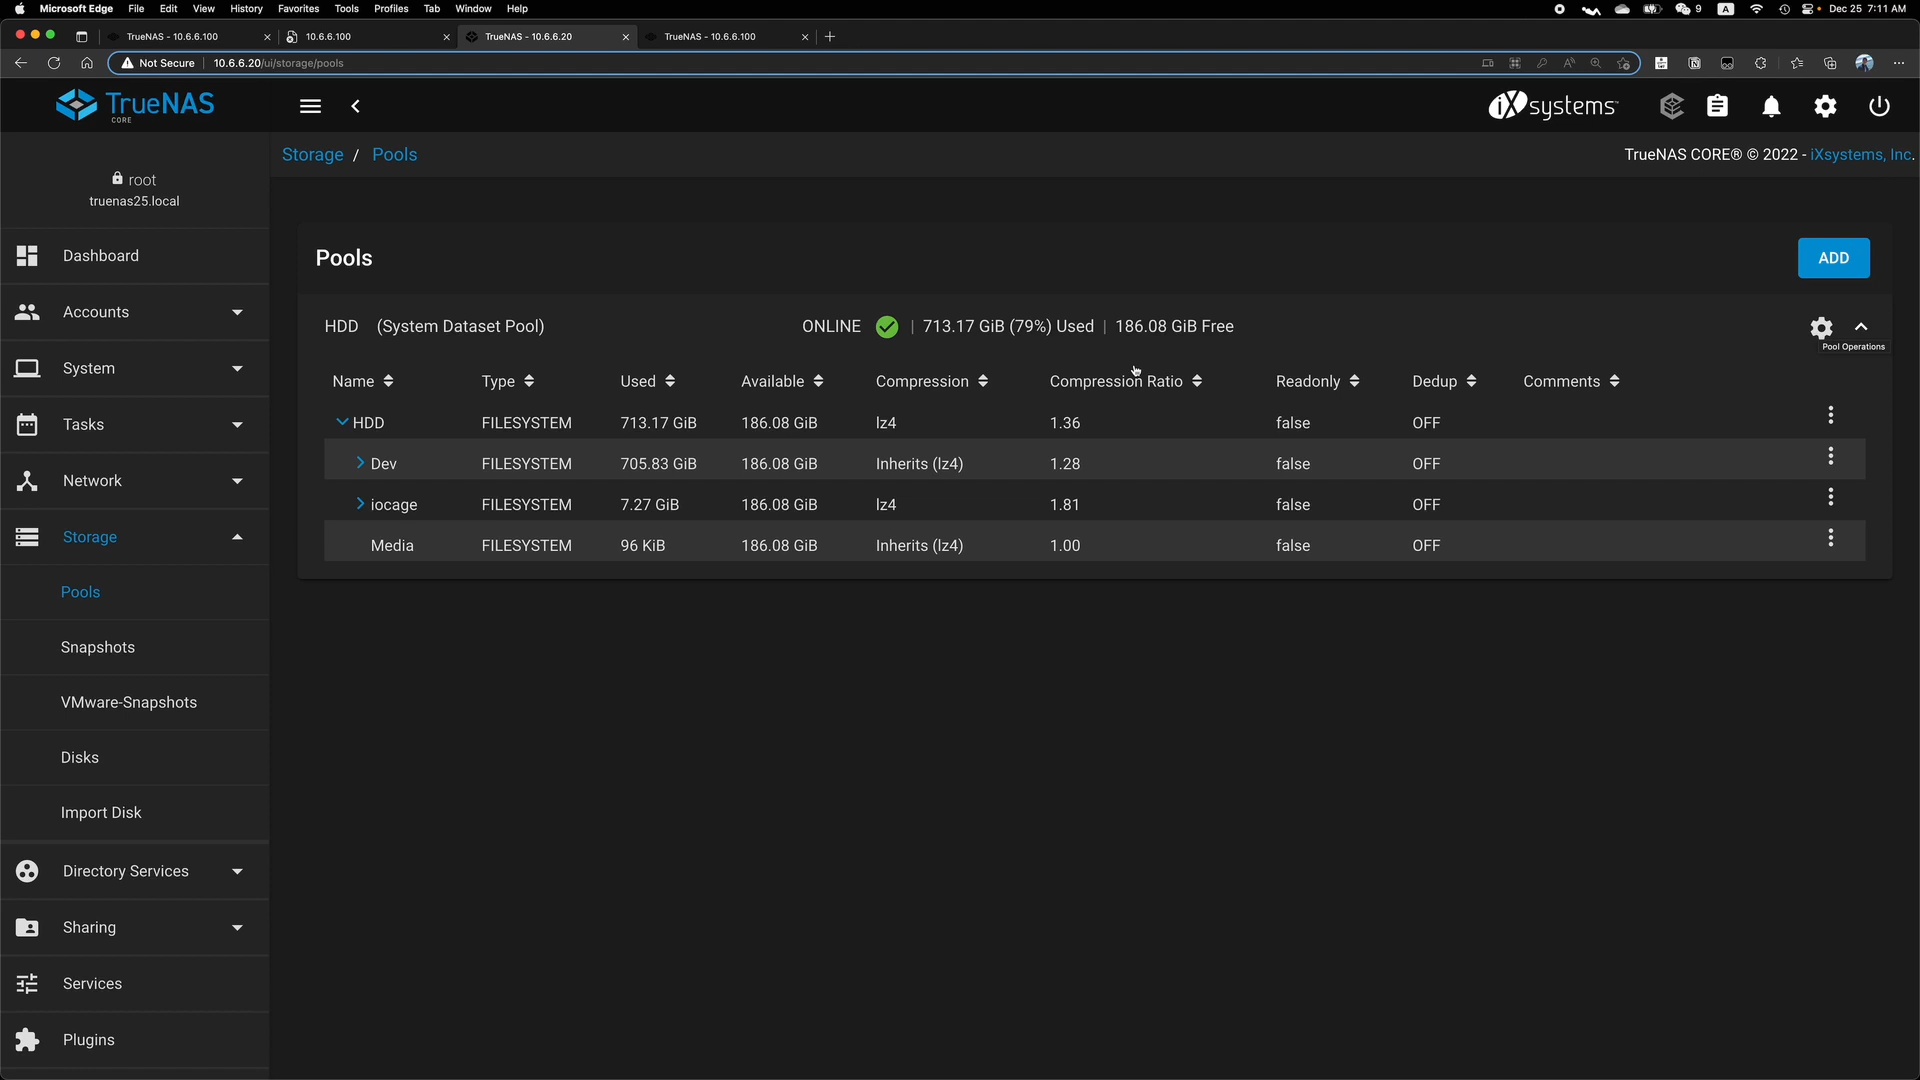 Microsoft Edge File Edit View History Favorites Tools Profiles Tab Window Help 9 A Dec 25 7:11 AM
TrueNAS - 10.6.6.100 10.6.6.100 TrueNAS - 10.6.6.20 TrueNAS - 10.6.6.100
Not Secure 10.6.6.20/ui/storage/pools
TrueNAS CORE iXsystems
Storage / Pools TrueNAS CORE® © 2022 - iXsystems, Inc.
root
truenas25.local
Dashboard
Accounts
System
Tasks
Network
Storage
Pools
Snapshots
VMware-Snapshots
Disks
Import Disk
Directory Services
Sharing
Services
Plugins
Pools ADD
HDD (System Dataset Pool) ONLINE | 713.17 GiB (79%) Used | 186.08 GiB Free
Pool Operations
Name Type Used Available Compression Compression Ratio Readonly Dedup Comments
HDD FILESYSTEM 713.17 GiB 186.08 GiB lz4 1.36 false OFF
Dev FILESYSTEM 705.83 GiB 186.08 GiB Inherits (lz4) 1.28 false OFF
iocage FILESYSTEM 7.27 GiB 186.08 GiB lz4 1.81 false OFF
Media FILESYSTEM 96 KiB 186.08 GiB Inherits (lz4) 1.00 false OFF